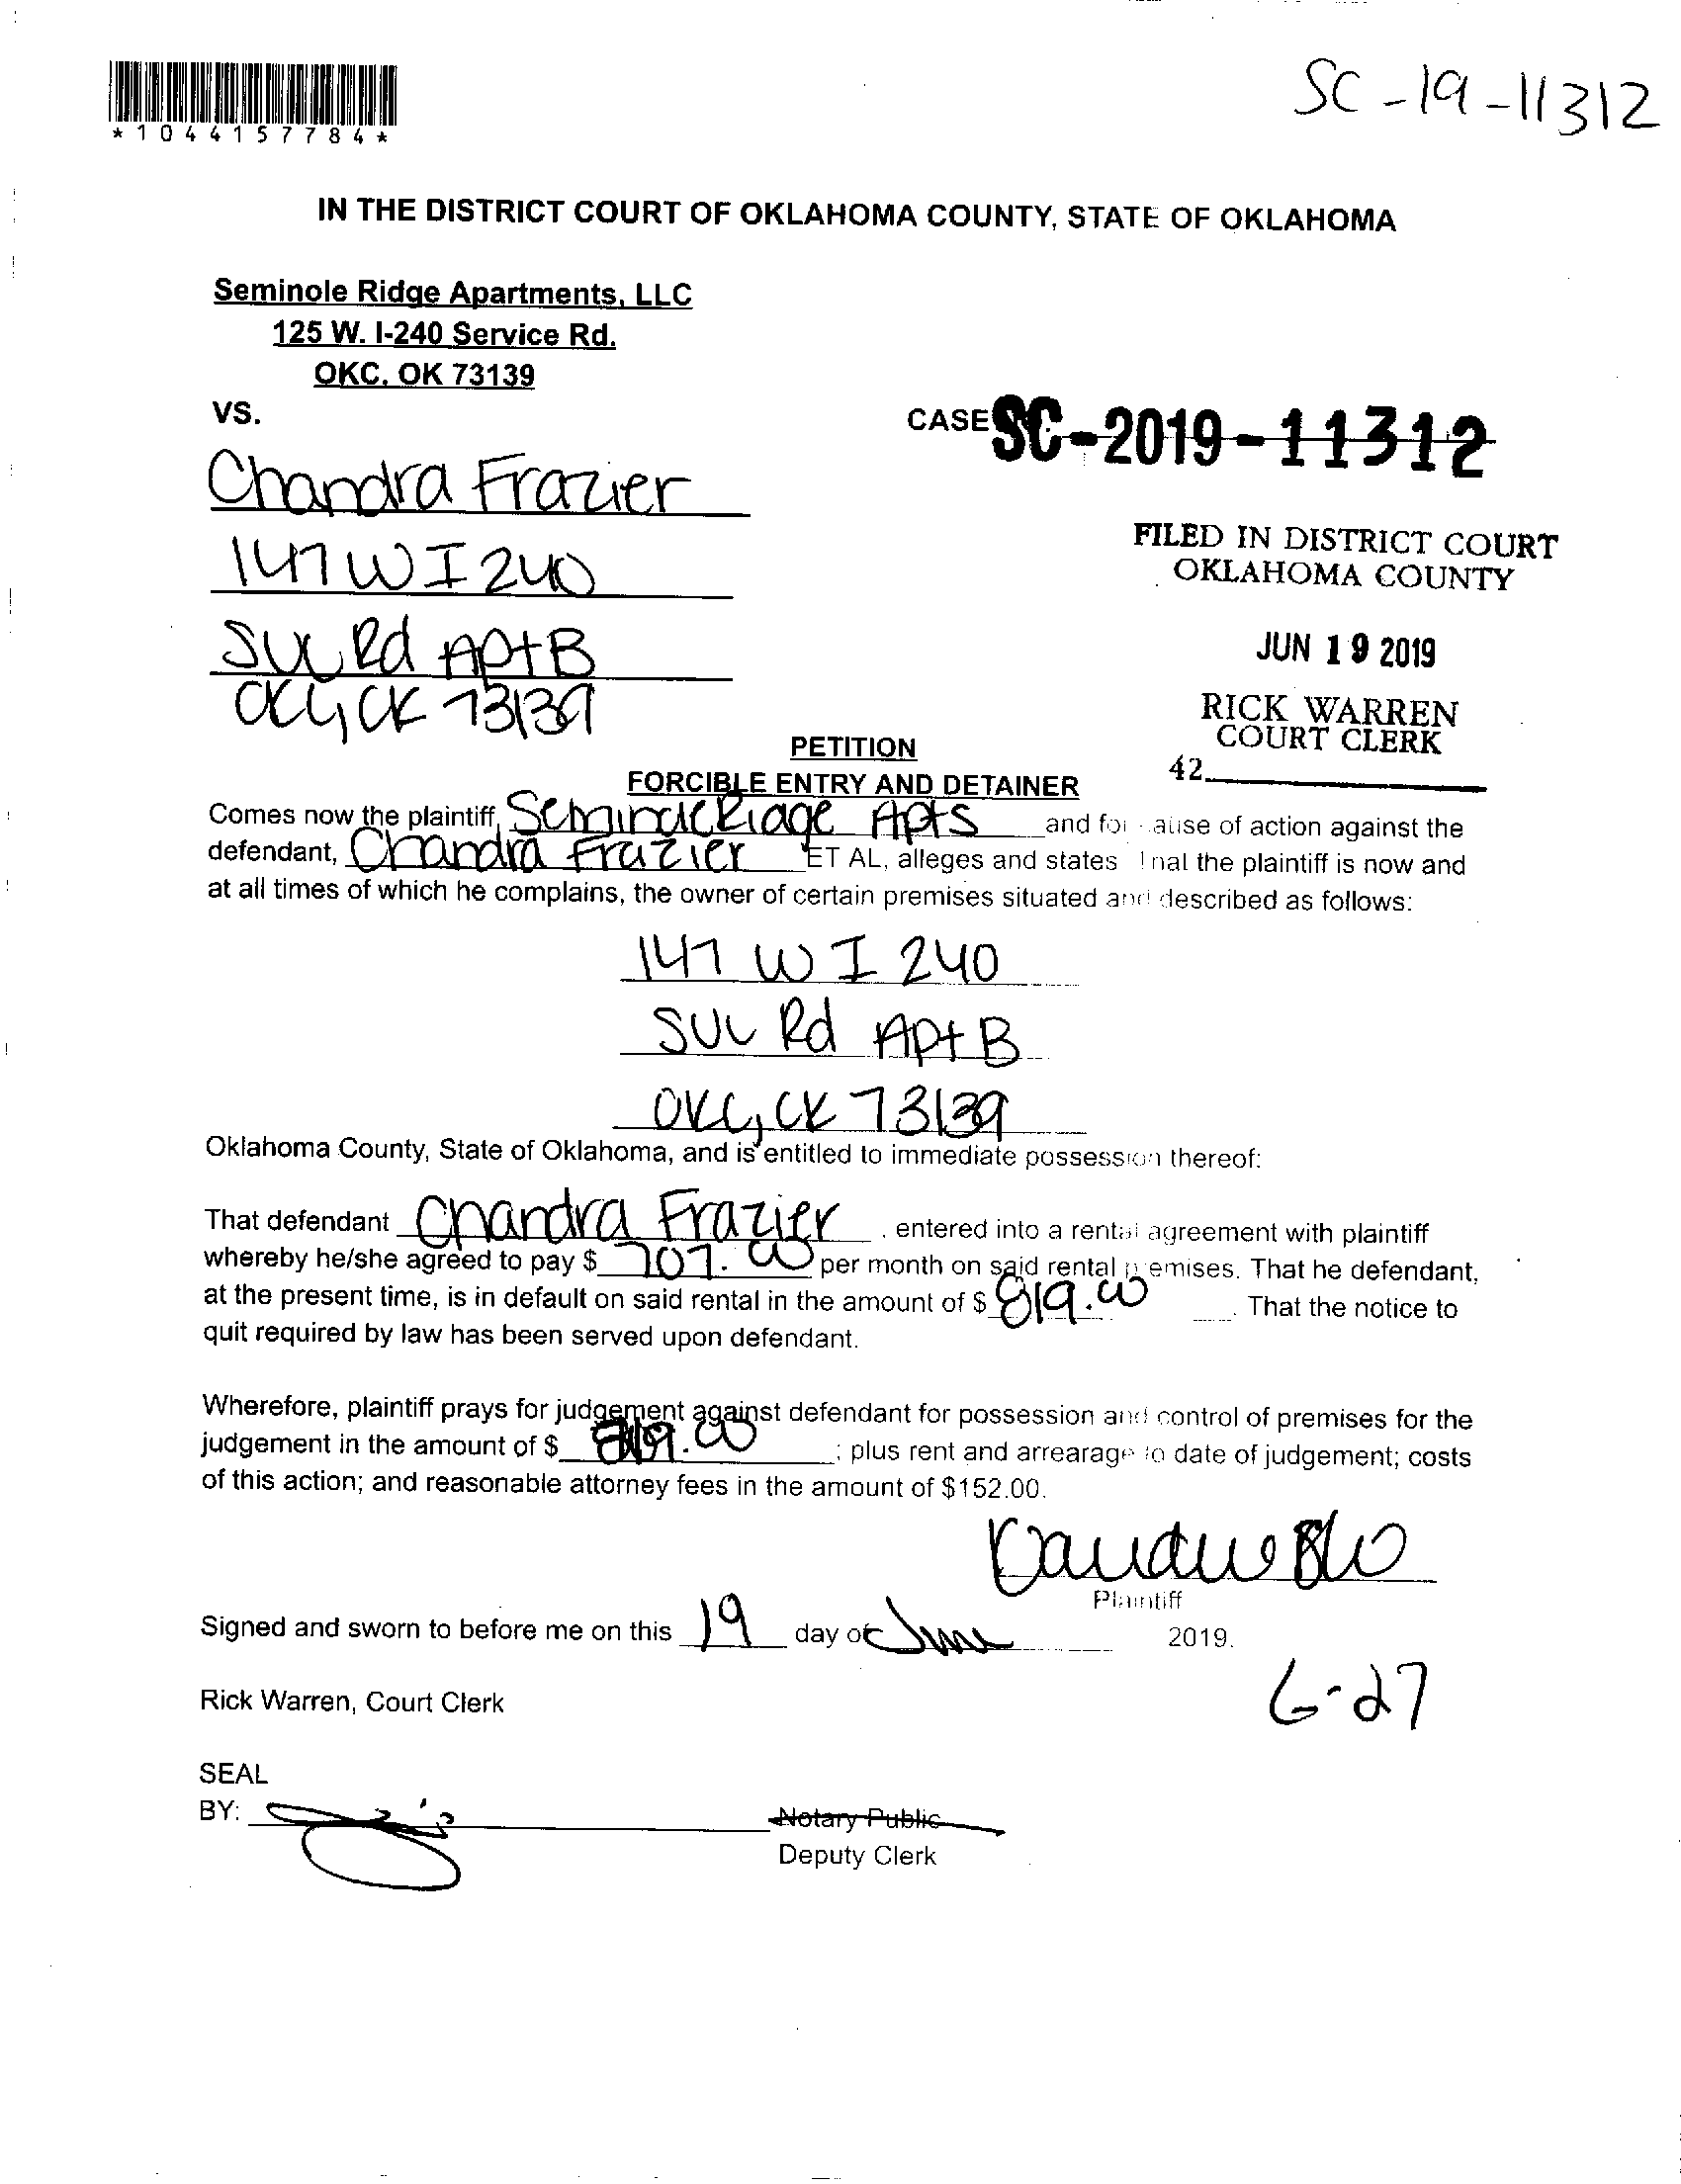 SC-19-11312
*1044157784*
IN THE DISTRICT COURT OF OKLAHOMA COUNTY, STATE OF OKLAHOMA
Seminole Ridge Apartments, LLC
125 W. I-240 Service Rd.
OKC, OK 73139
VS.
CASE SC-2019-11312
Chandra Frazier
147 W I 240
FILED IN DISTRICT COURT
OKLAHOMA COUNTY
Rd Apt B
JUN 19 2019
OKC, OK 73139
RICK WARREN
COURT CLERK
42
PETITION
FORCIBLE ENTRY AND DETAINER
Comes now the plaintiff, Seminole Ridge Apts and for cause of action against the
defendant, Chandra Frazier ET AL, alleges and states that the plaintiff is now and
at all times of which he complains, the owner of certain premises situated and described as follows:
147 W I 240
Rd Apt B
OKC, OK 73139
Oklahoma County, State of Oklahoma, and is entitled to immediate possession thereof:
That defendant Chandra Frazier, entered into a rental agreement with plaintiff
whereby he/she agreed to pay $ 707.00 per month on said rental premises. That he defendant,
at the present time, is in default on said rental in the amount of $ 819.00. That the notice to
quit required by law has been served upon defendant.
Wherefore, plaintiff prays for judgement against defendant for possession and control of premises for the
judgement in the amount of $ 819.00; plus rent and arrearage to date of judgement; costs
of this action; and reasonable attorney fees in the amount of $152.00.
Plaintiff
Signed and sworn to before me on this 19 day of June 2019.
6-27
Rick Warren, Court Clerk
SEAL
BY:
Notary Public
Deputy Clerk